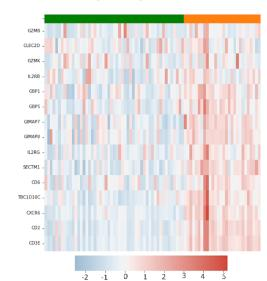 GZMB
CLEC2D
GZMK
IL2RB
GBP1
GBP5
GIMAP7
GIMAP8
IL2RG
SECTM1
CD6
TBC1D10C
CXCR6
CD2
CD3E
-2 -1 0 1 2 3 4 5